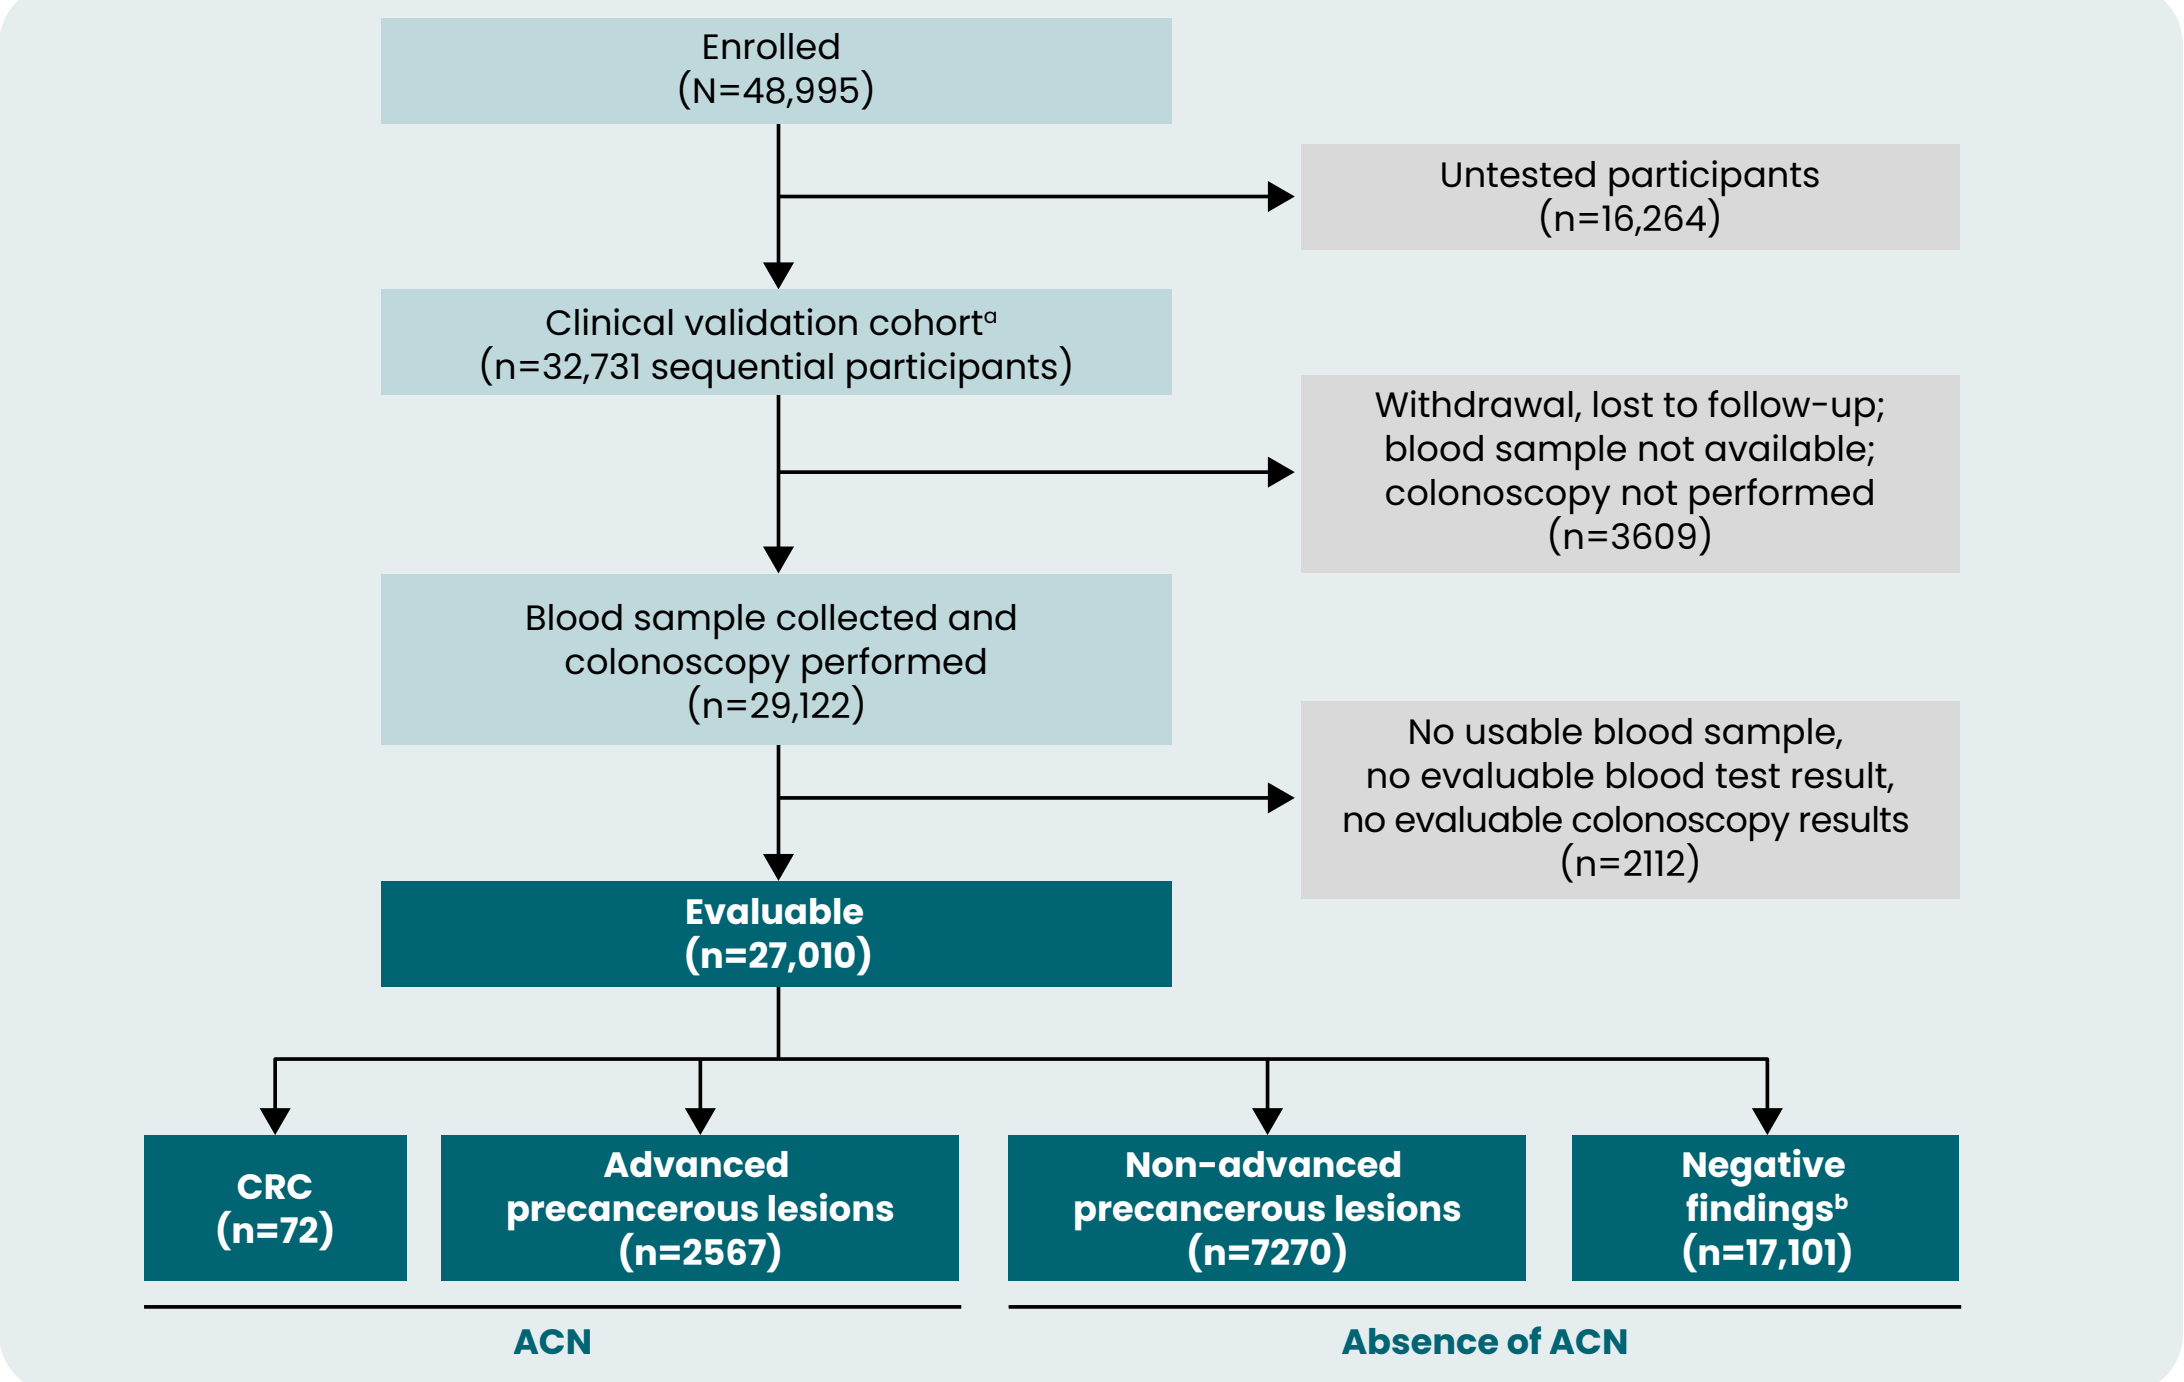 Enrolled
(N=48,995)
Untested participants
(n=16,264)
Clinical validation cohortᵃ
(n=32,731 sequential participants)
Withdrawal, lost to follow-up;
blood sample not available;
colonoscopy not performed
(n=3609)
Blood sample collected and
colonoscopy performed
(n=29,122)
No usable blood sample,
no evaluable blood test result,
no evaluable colonoscopy results
(n=2112)
Evaluable
(n=27,010)
CRC
(n=72)
Advanced
precancerous lesions
(n=2567)
Non-advanced
precancerous lesions
(n=7270)
Negative
findingsᵇ
(n=17,101)
ACN
Absence of ACN